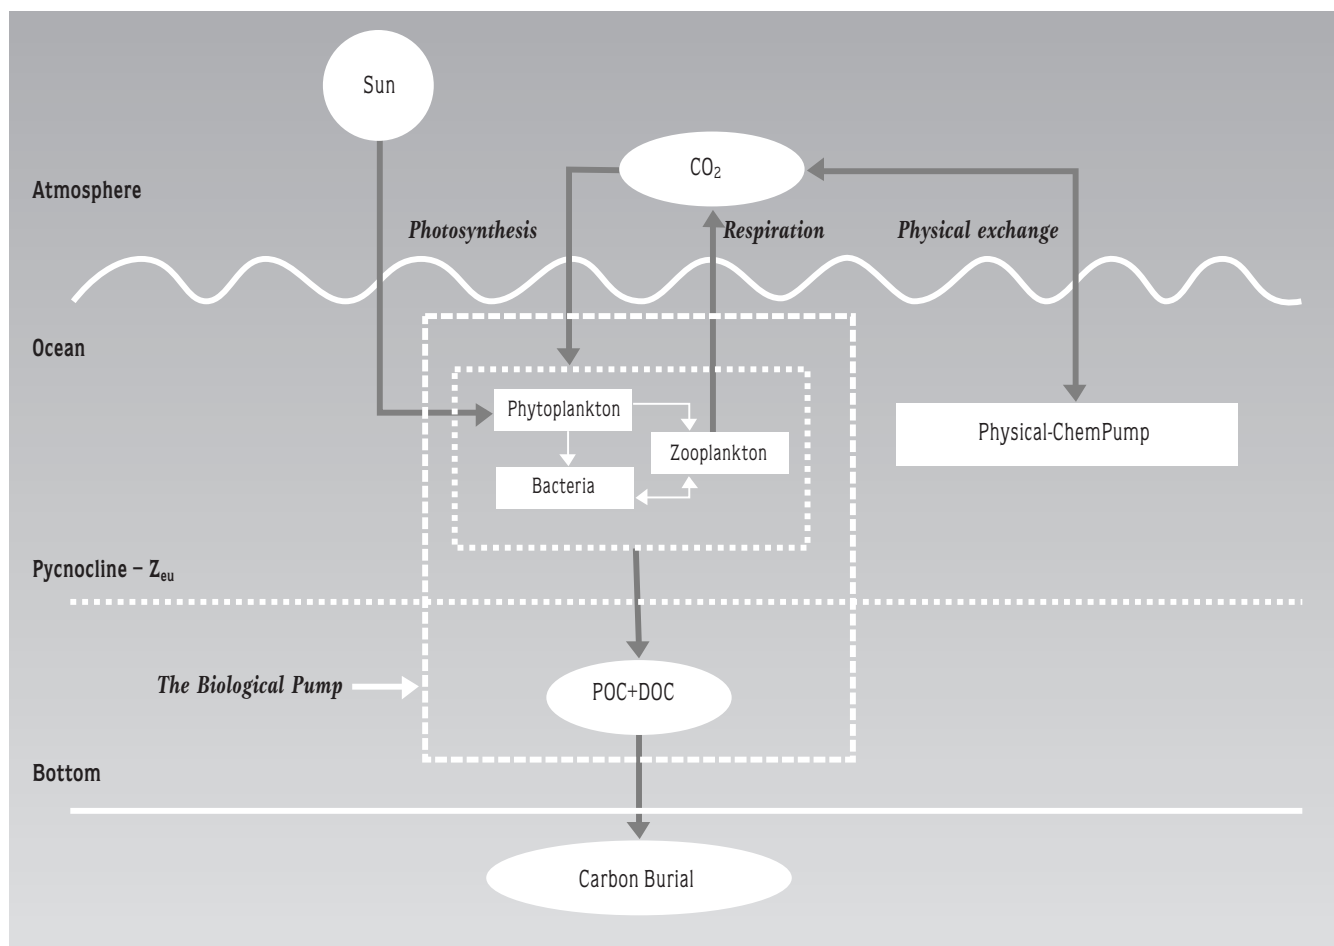 Sun
CO₂
Atmosphere
Photosynthesis
Respiration
Physical exchange
Ocean
Phytoplankton
Physical-ChemPump
Zooplankton
Bacteria
Pycnocline – Zeu
The Biological Pump
POC+DOC
Bottom
Carbon Burial